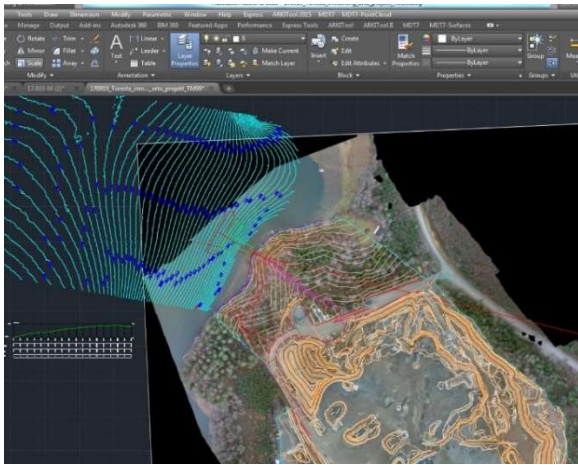 Tools Draw Dimension Modify Parametric Window Help Express ARKITool 2015 MDT7 MDT7-PointCloud
Manage Output Add-ins Autodesk 360 BIM 360 Featured Apps Performance Express Tools ARKITool ARKITool II MDT7 MDT7-Surfaces
Rotate Trim
Mirror Fillet
Scale Array
Modify
Text
Linear
Leader
Table
Annotation
Layer
Properties
0
Make Current
Match Layer
Layers
Insert
Create
Edit
Edit Attributes
Block
Match
Properties
ByLayer
ByLayer
ByLayer
Properties
Group
Groups